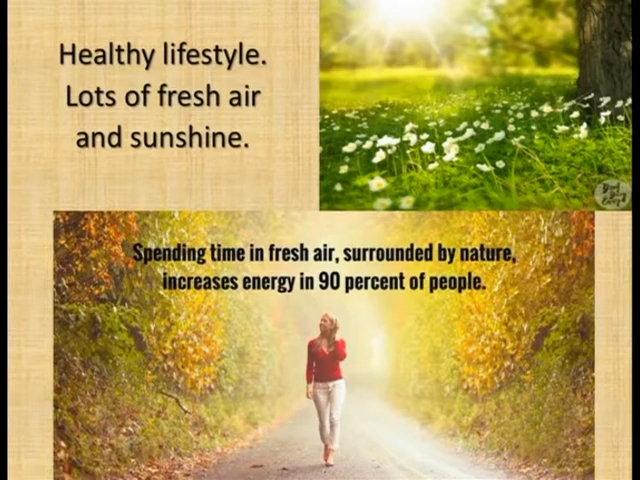 Healthy lifestyle.
Lots of fresh air
and sunshine.
Spending time in fresh air, surrounded by nature,
increases energy in 90 percent of people.